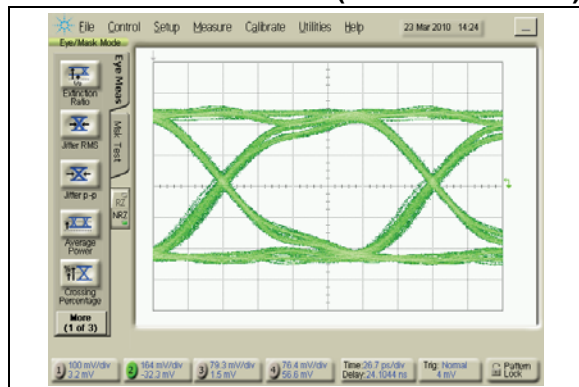 File Control Setup Measure Calibrate Utilities Help 23 Mar 2010 14:24
Eye/Mask Mode
Extinction
Ratio
Jitter RMS
Jitter p-p
Average
Power
Crossing
Percentage
More
(1 of 3)
Eye Meas
Msk Test
RZ
NRZ
1) 100 mV/div
3.2 mV
2) 164 mV/div
-32.3 mV
3) 79.3 mV/div
1.5 mV
4) 76.4 mV/div
56.6 mV
Time:26.7 ps/div
Delay:24.1044 ns
Trig: Normal
4 mV
Pattern
Lock